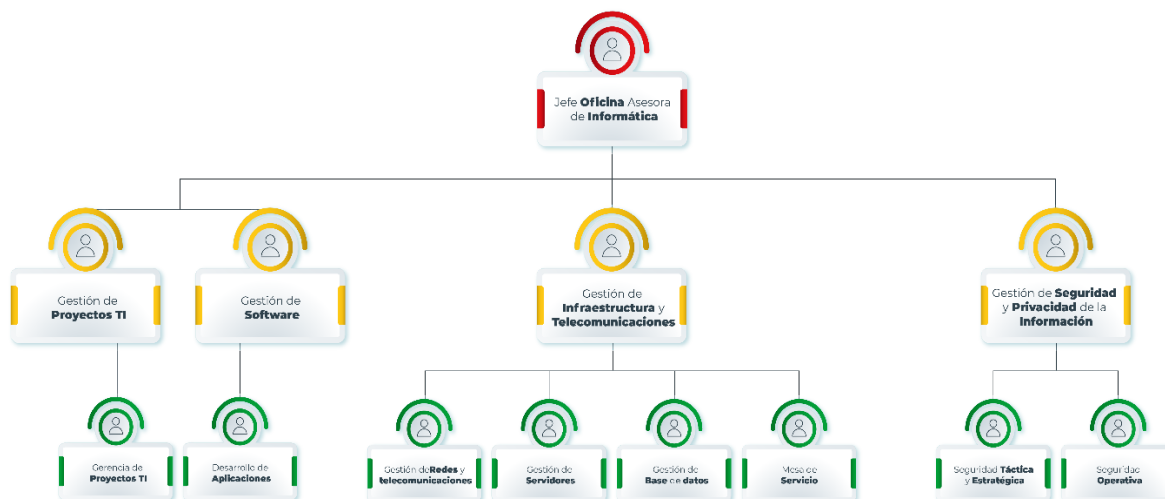 Jefe Oficina Asesora
de Informática
Gestión de
Proyectos TI
Gestión de
Software
Gestión de
Infraestructura y
Telecomunicaciones
Gestión de Seguridad
y Privacidad de la
Información
Gerencia de
Proyectos TI
Desarrollo de
Aplicaciones
Gestión de Redes y
telecomunicaciones
Gestión de
Servidores
Gestión de
Base de datos
Mesa de
Servicio
Seguridad Táctica
y Estratégica
Seguridad
Operativa